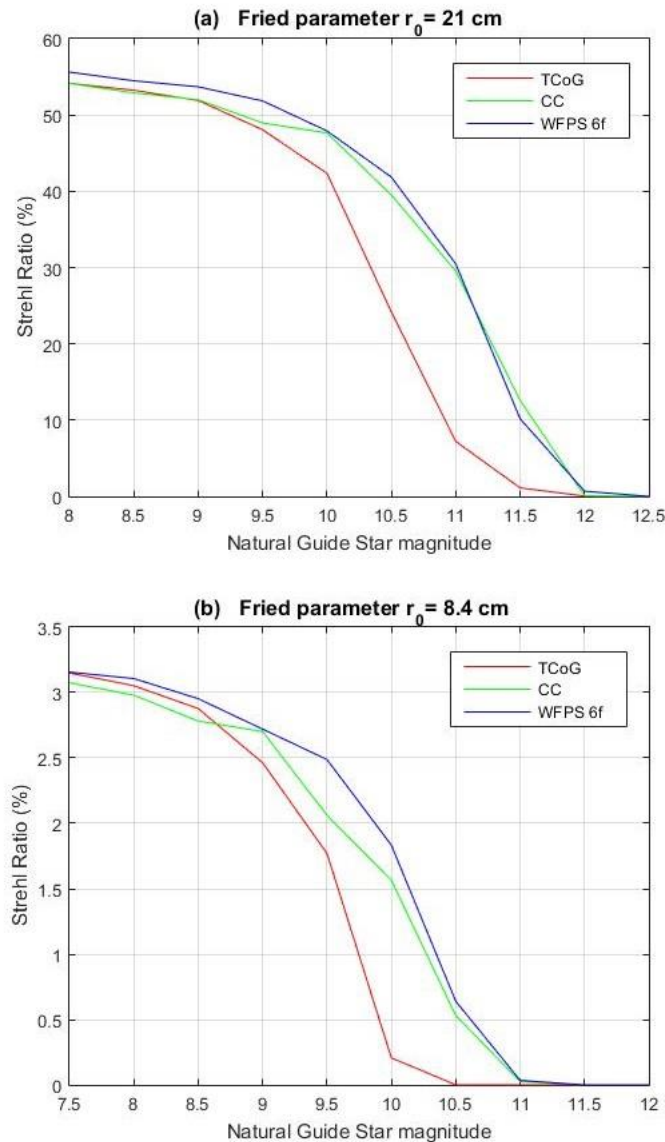 (a) Fried parameter r₀= 21 cm
60
50
40
30
20
10
0
Strehl Ratio (%)
TCoG
CC
WFPS 6f
8 8.5 9 9.5 10 10.5 11 11.5 12 12.5
Natural Guide Star magnitude
(b) Fried parameter r₀= 8.4 cm
3.5
3
2.5
2
1.5
1
0.5
0
Strehl Ratio (%)
TCoG
CC
WFPS 6f
7.5 8 8.5 9 9.5 10 10.5 11 11.5 12
Natural Guide Star magnitude